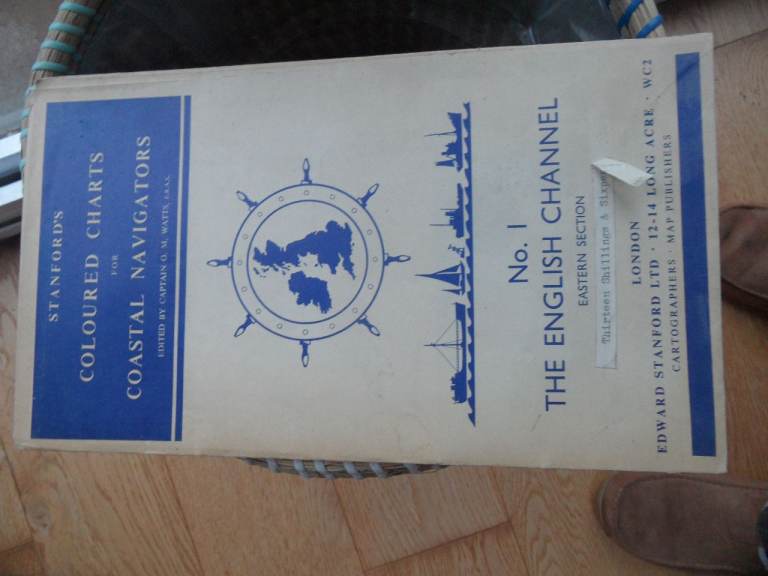 STANFORD'S
COLOURED CHARTS
FOR
COASTAL NAVIGATORS
EDITED BY CAPTAIN O. M. WATTS, F.R.A.S.
No. 1
THE ENGLISH CHANNEL
EASTERN SECTION
Thirteen Shillings &
LONDON
EDWARD STANFORD LTD · 12-14 LONG ACRE · WC2
CARTOGRAPHERS · MAP PUBLISHERS